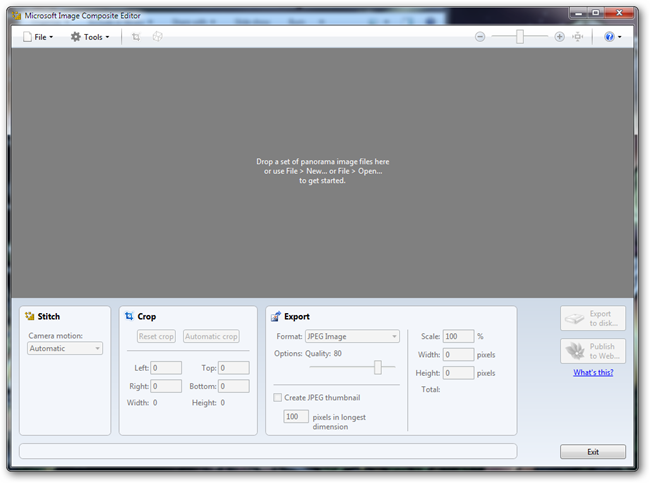 Microsoft Image Composite Editor
File
Tools
Drop a set of panorama image files here
or use File > New... or File > Open...
to get started.
Stitch
Camera motion:
Automatic
Crop
Reset crop
Automatic crop
Left: 0
Top: 0
Right: 0
Bottom: 0
Width: 0
Height: 0
Export
Format: JPEG Image
Options: Quality: 80
Create JPEG thumbnail
100 pixels in longest
dimension
Scale: 100 %
Width: 0 pixels
Height: 0 pixels
Total:
Export
to disk...
Publish
to Web...
What's this?
Exit